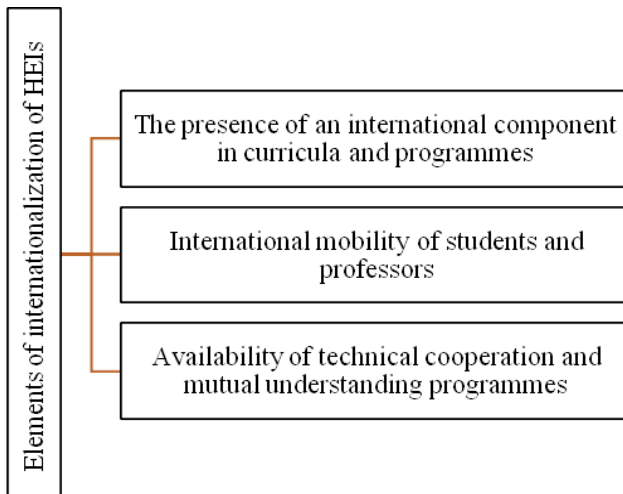 Elements of internationalization of HEIs
The presence of an international component
in curricula and programmes
International mobility of students and
professors
Availability of technical cooperation and
mutual understanding programmes